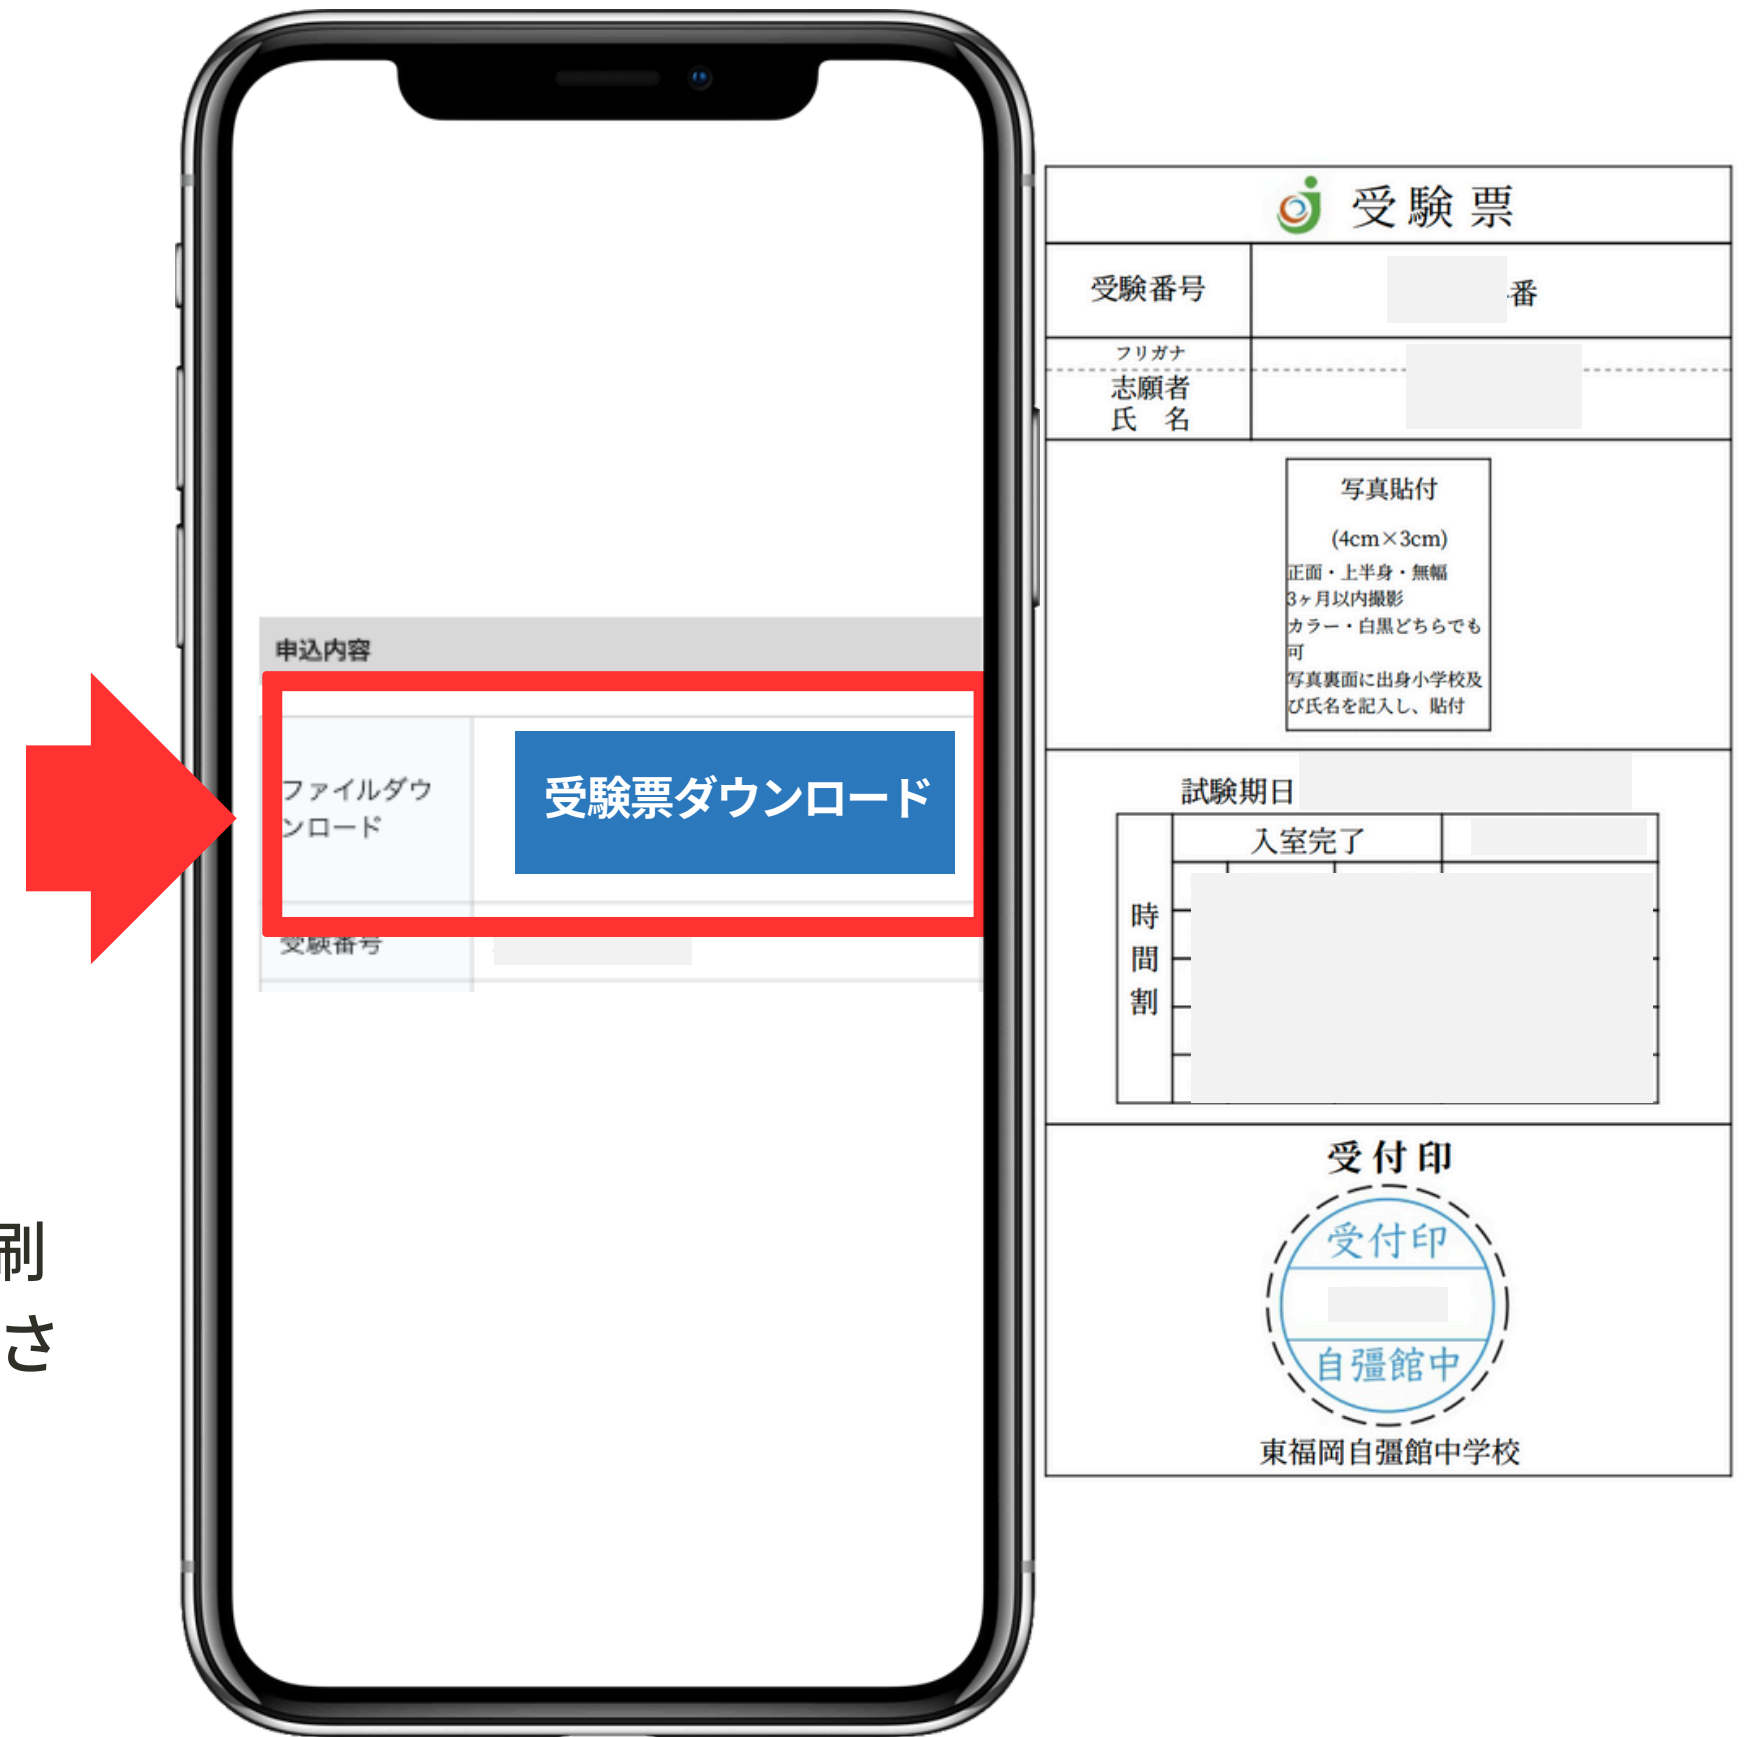 刷
さ
申込内容
ファイルダウ
ンロード
受験票ダウンロード
受験番号
受験票
受験番号
番
フリガナ
志願者
氏 名
写真貼付
(4cm×3cm)
正面・上半身・無幅
3ヶ月以内撮影
カラー・白黒どちらでも
可
写真裏面に出身小学校及
び氏名を記入し、貼付
試験期日
入室完了
時
間
割
受付印
受付印
自彊館中
東福岡自彊館中学校